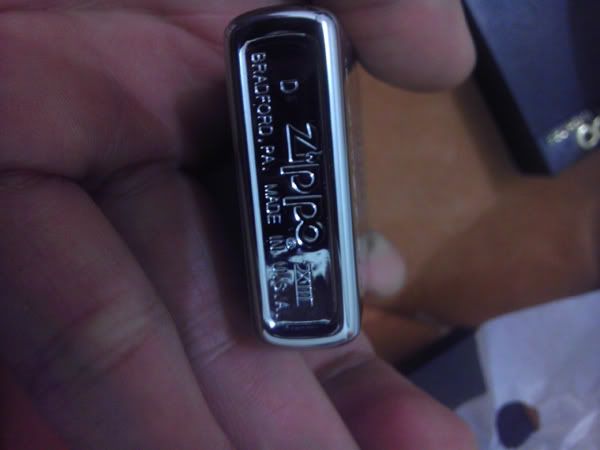 D Zippo® XIII
BRADFORD, PA. MADE IN U.S.A.